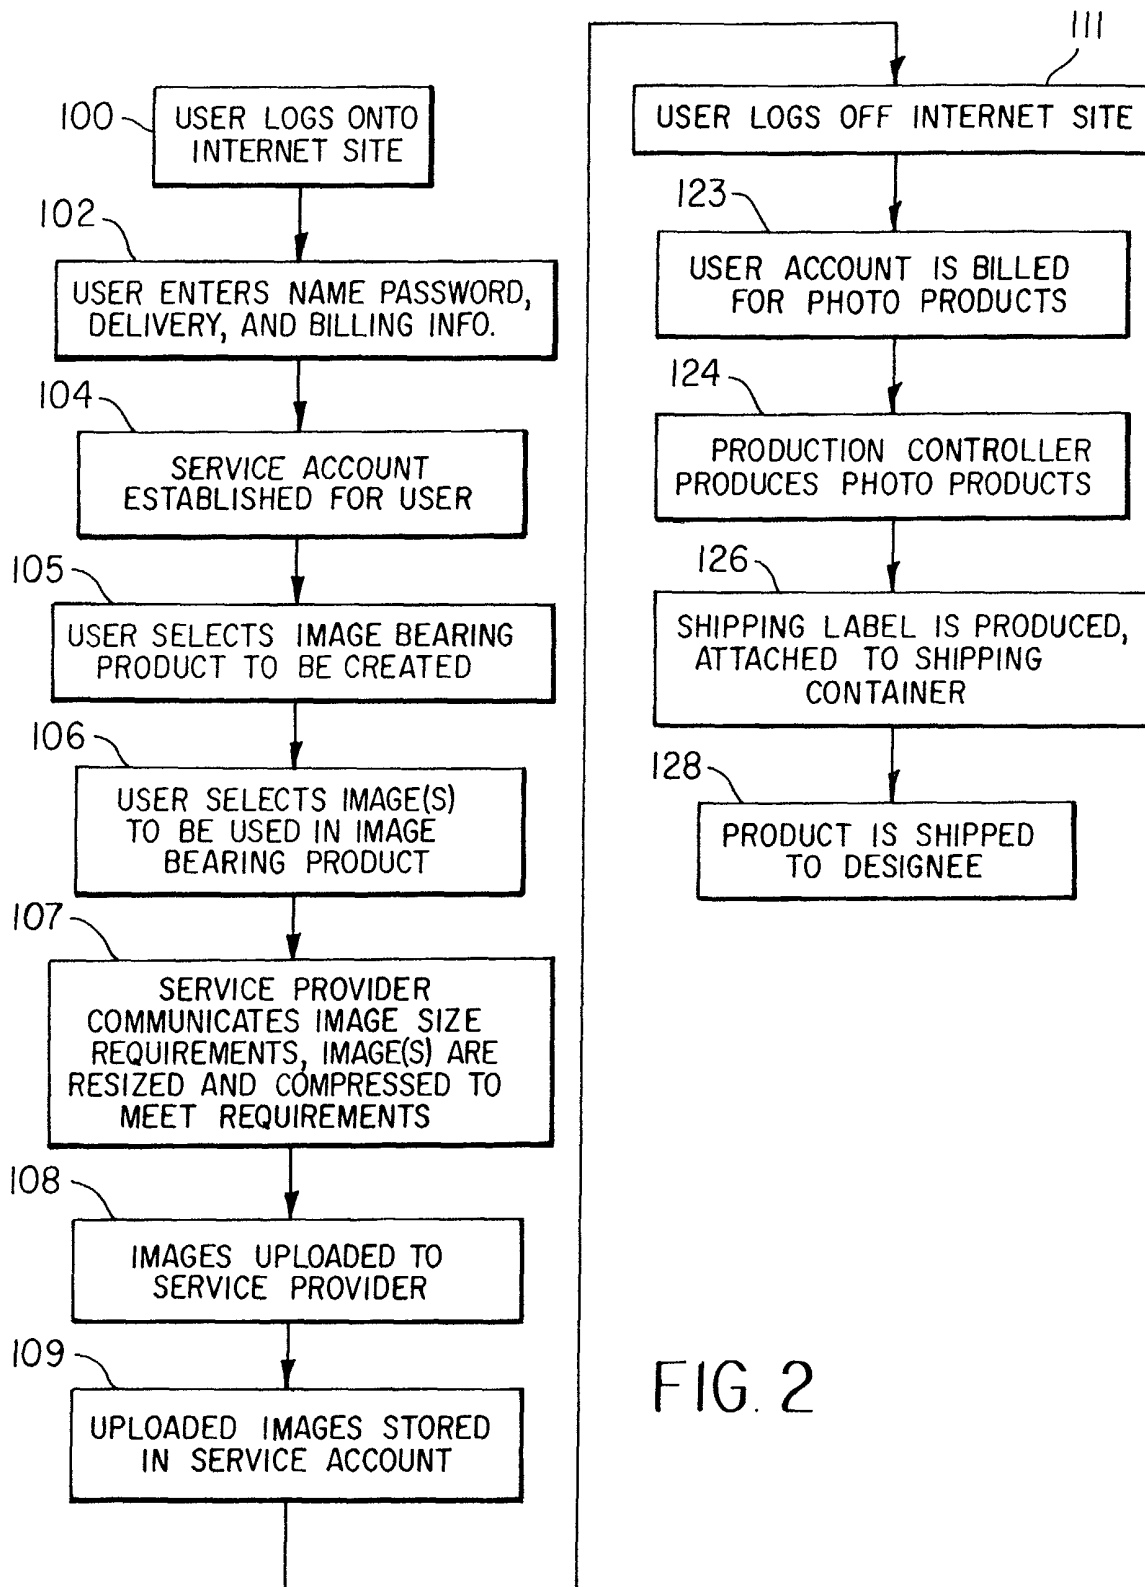 100
USER LOGS ONTO
INTERNET SITE
102
USER ENTERS NAME PASSWORD,
DELIVERY, AND BILLING INFO.
104
SERVICE ACCOUNT
ESTABLISHED FOR USER
105
USER SELECTS IMAGE BEARING
PRODUCT TO BE CREATED
106
USER SELECTS IMAGE(S)
TO BE USED IN IMAGE
BEARING PRODUCT
107
SERVICE PROVIDER
COMMUNICATES IMAGE SIZE
REQUIREMENTS, IMAGE(S) ARE
RESIZED AND COMPRESSED TO
MEET REQUIREMENTS
108
IMAGES UPLOADED TO
SERVICE PROVIDER
109
UPLOADED IMAGES STORED
IN SERVICE ACCOUNT
111
USER LOGS OFF INTERNET SITE
123
USER ACCOUNT IS BILLED
FOR PHOTO PRODUCTS
124
PRODUCTION CONTROLLER
PRODUCES PHOTO PRODUCTS
126
SHIPPING LABEL IS PRODUCED,
ATTACHED TO SHIPPING
CONTAINER
128
PRODUCT IS SHIPPED
TO DESIGNEE
FIG. 2